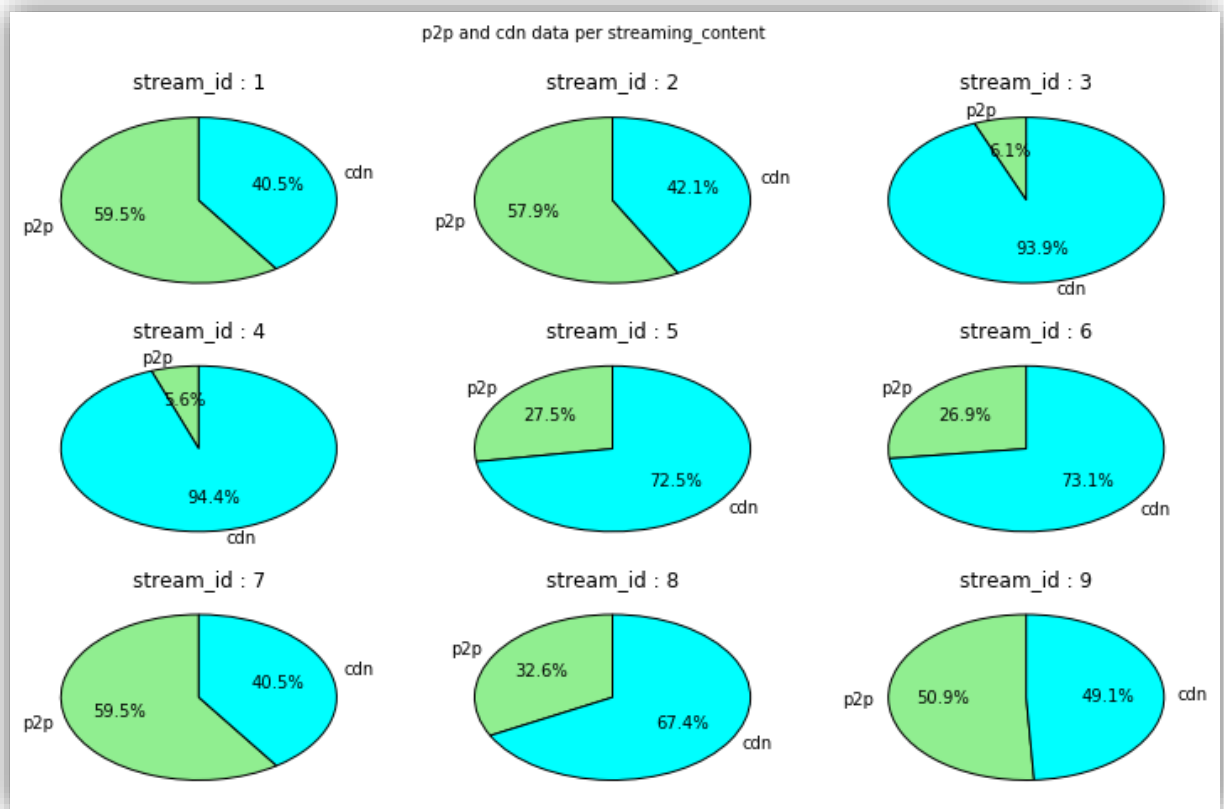 p2p and cdn data per streaming_content
stream_id : 1
stream_id : 2
stream_id : 3
cdn
40.5%
59.5%
p2p
cdn
42.1%
57.9%
p2p
p2p
6.1%
93.9%
cdn
stream_id : 4
stream_id : 5
stream_id : 6
p2p
5.6%
94.4%
cdn
p2p
27.5%
72.5%
cdn
p2p
26.9%
73.1%
cdn
stream_id : 7
stream_id : 8
stream_id : 9
cdn
40.5%
59.5%
p2p
p2p
32.6%
67.4%
cdn
p2p
50.9%
49.1%
cdn